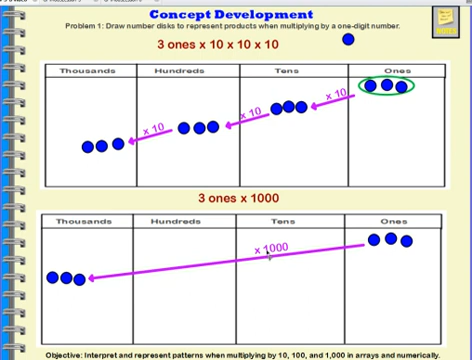 Concept Development
Problem 1: Draw number disks to represent products when multiplying by a one-digit number.
3 ones x 10 x 10 x 10
Thousands Hundreds Tens Ones
x 10 x 10 x 10
3 ones x 1000
Thousands Hundreds Tens Ones
x 1000
Objective: Interpret and represent patterns when multiplying by 10, 100, and 1,000 in arrays and numerically.